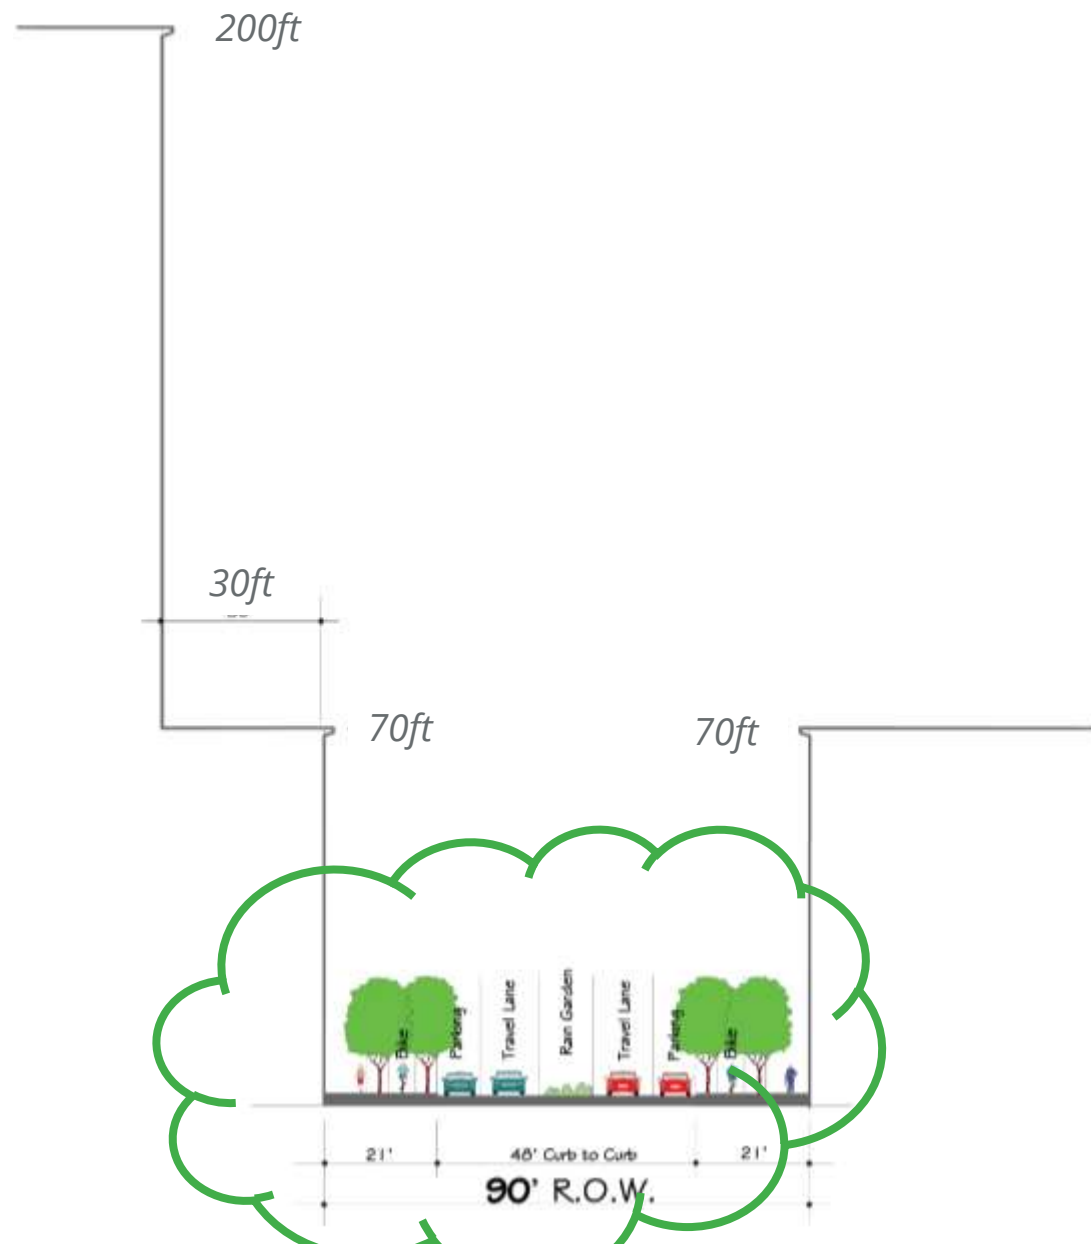 200ft
30ft
70ft
70ft
Bike
Parking
Travel Lane
Rain Garden
Travel Lane
Parking
Bike
21'
48' Curb to Curb
21'
90' R.O.W.